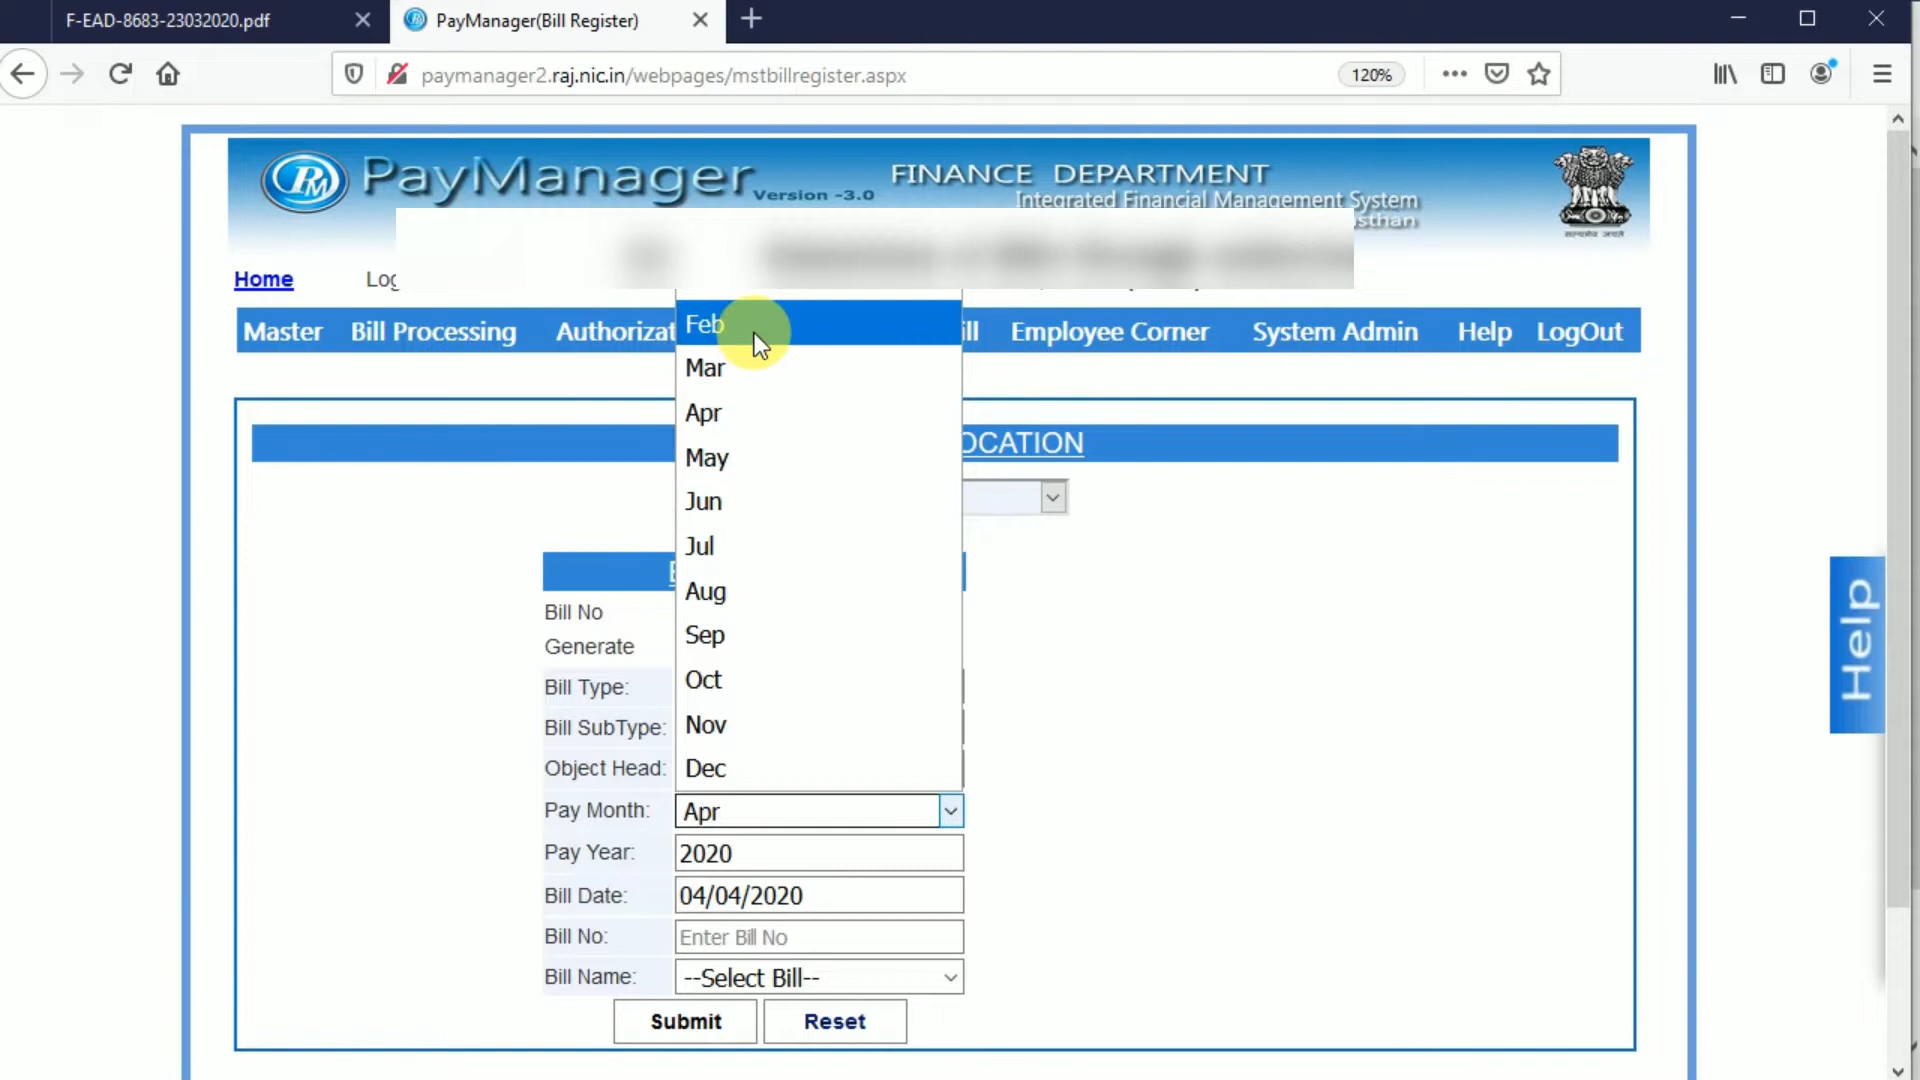 F-EAD-8683-23032020.pdf
PayManager(Bill Register)
paymanager2.raj.nic.in/webpages/mstbillregister.aspx
120%
PM PayManager Version -3.0
FINANCE DEPARTMENT
Integrated Financial Management System
सत्यमेव जयते
Home
Master Bill Processing Employee Corner System Admin Help LogOut
Feb
Mar
Apr
May
Jun
Jul
Aug
Sep
Oct
Nov
Dec
Help
Bill No
Generate
Bill Type:
Bill SubType:
Object Head:
Pay Month: Apr
Pay Year: 2020
Bill Date: 04/04/2020
Bill No: Enter Bill No
Bill Name: --Select Bill--
Submit Reset